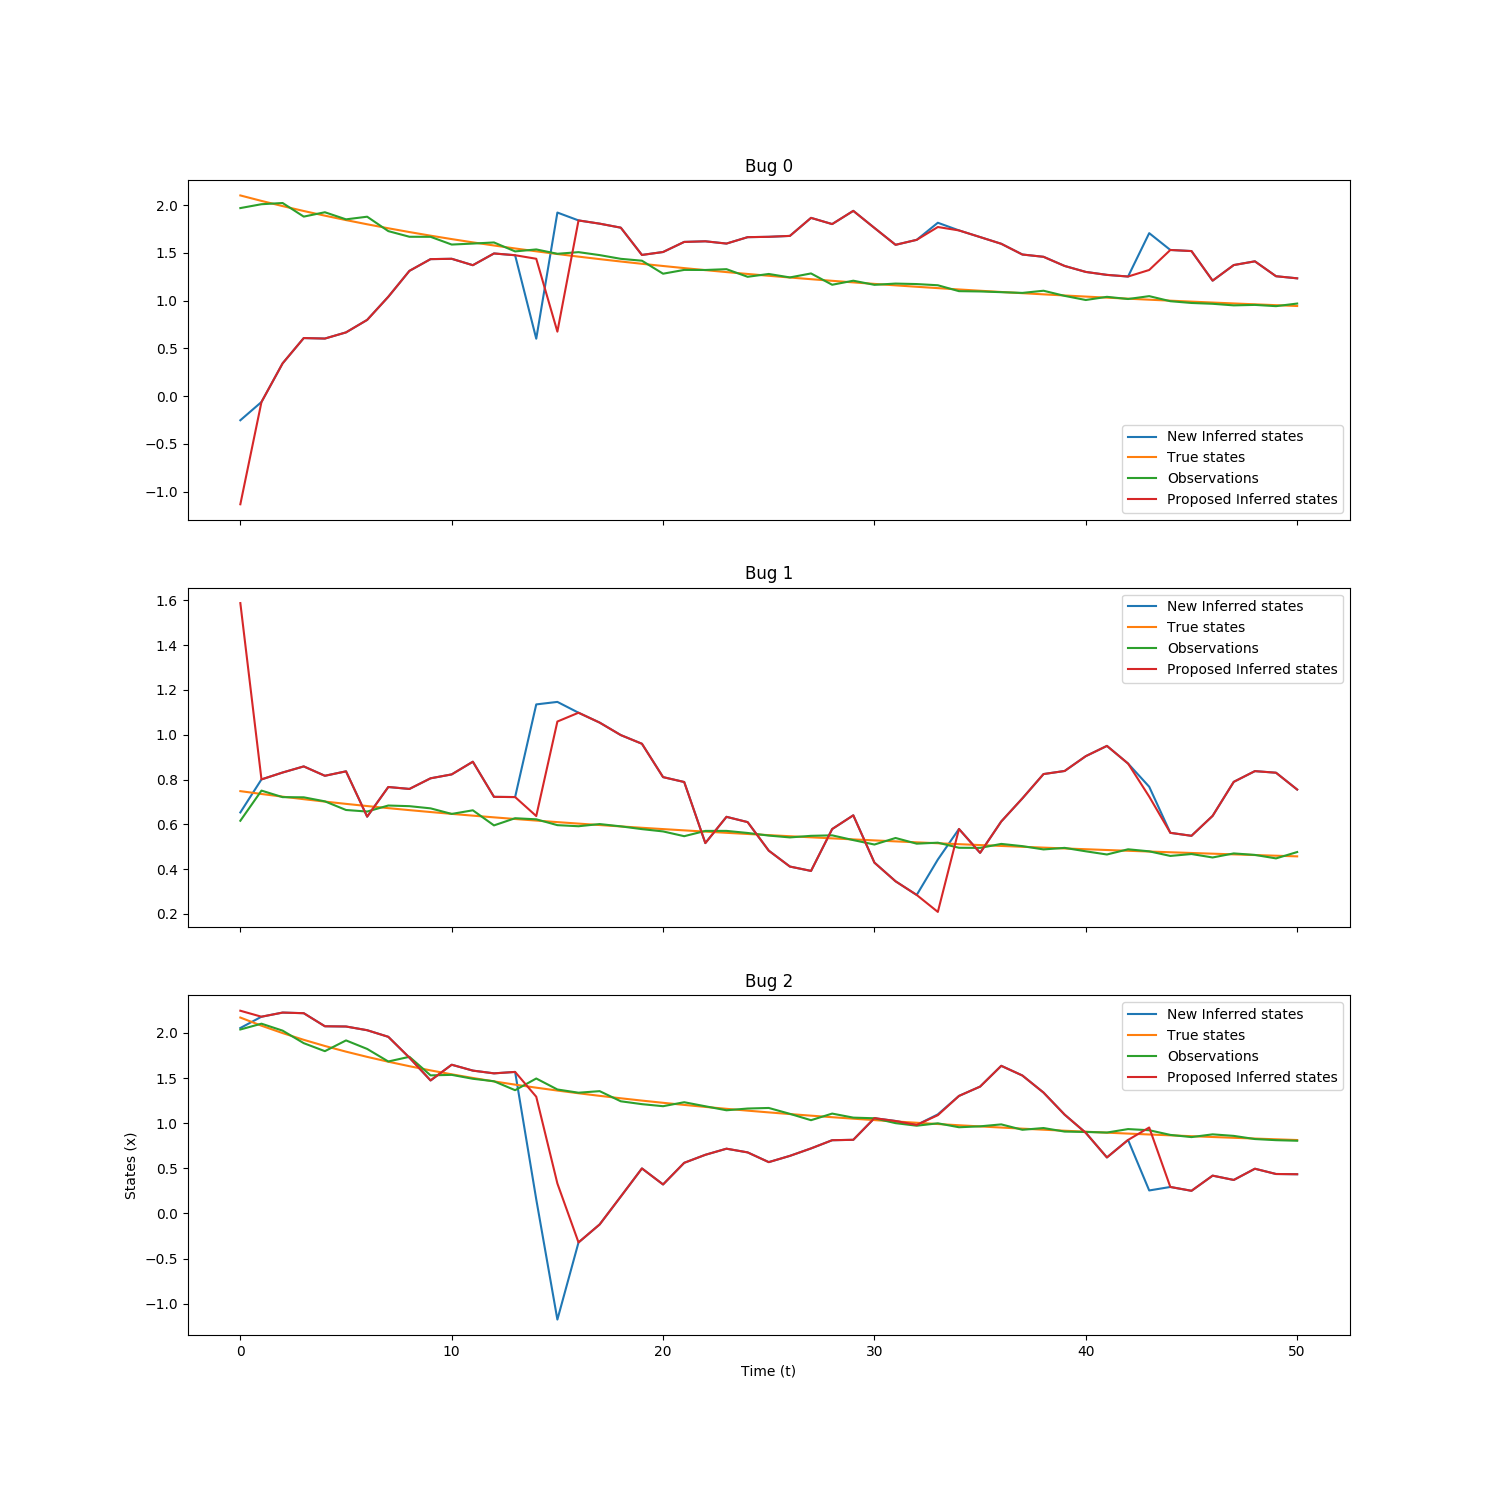 Bug 0
2.0
1.5
1.0
0.5
0.0
−0.5
−1.0
New Inferred states
True states
Observations
Proposed Inferred states
Bug 1
1.6
1.4
1.2
1.0
0.8
0.6
0.4
0.2
New Inferred states
True states
Observations
Proposed Inferred states
Bug 2
2.0
1.5
1.0
0.5
0.0
−0.5
−1.0
States (x)
New Inferred states
True states
Observations
Proposed Inferred states
0 10 20 30 40 50
Time (t)